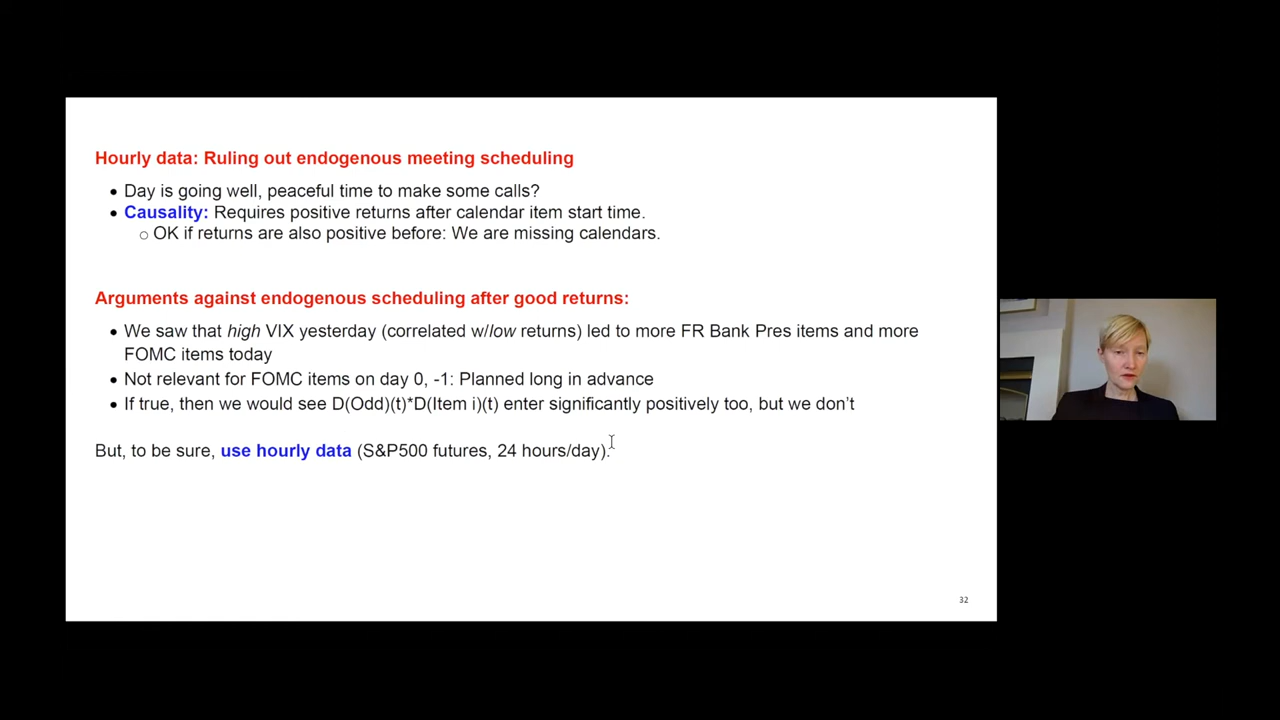 Hourly data: Ruling out endogenous meeting scheduling
• Day is going well, peaceful time to make some calls?
• Causality: Requires positive returns after calendar item start time.
○ OK if returns are also positive before: We are missing calendars.
Arguments against endogenous scheduling after good returns:
• We saw that high VIX yesterday (correlated w/low returns) led to more FR Bank Pres items and more
FOMC items today
• Not relevant for FOMC items on day 0, -1: Planned long in advance
• If true, then we would see D(Odd)(t)*D(Item i)(t) enter significantly positively too, but we don't
But, to be sure, use hourly data (S&P500 futures, 24 hours/day).
32